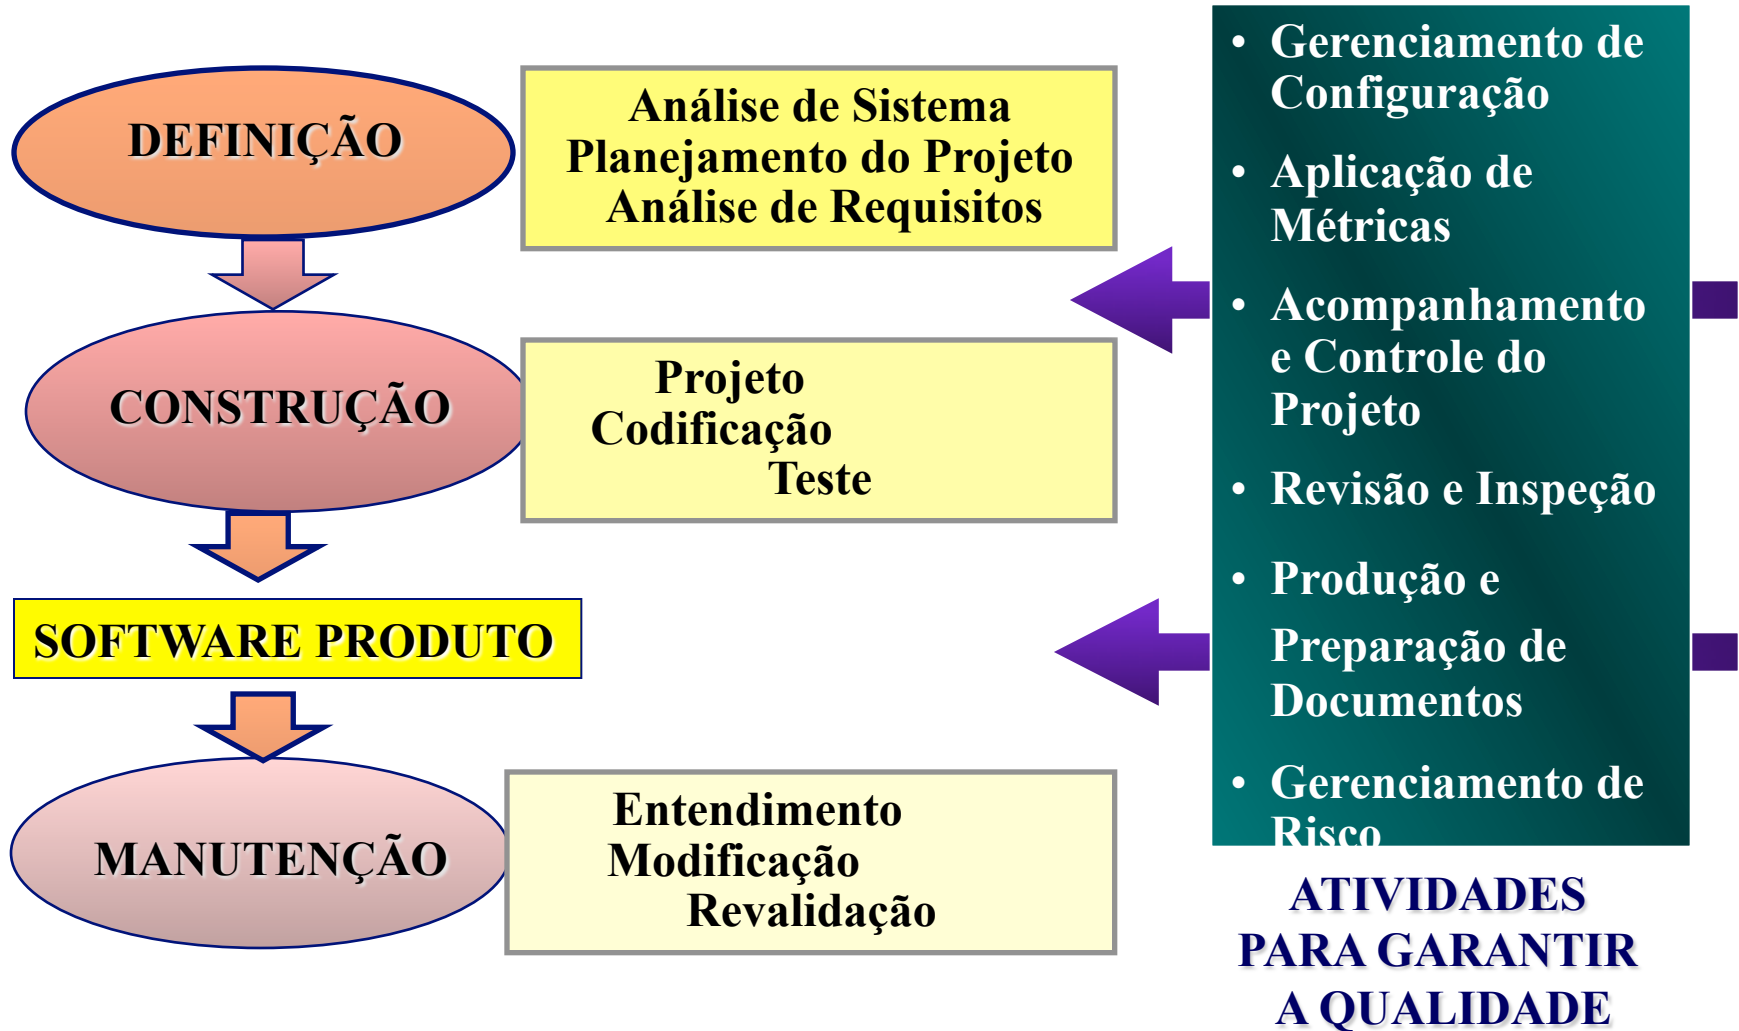 DEFINIÇÃO
Análise de Sistema
Planejamento do Projeto
Análise de Requisitos
CONSTRUÇÃO
Projeto
Codificação
Teste
SOFTWARE PRODUTO
MANUTENÇÃO
Entendimento
Modificação
Revalidação
• Gerenciamento de
Configuração
• Aplicação de
Métricas
• Acompanhamento
e Controle do
Projeto
• Revisão e Inspeção
• Produção e
Preparação de
Documentos
• Gerenciamento de
Risco
ATIVIDADES
PARA GARANTIR
A QUALIDADE